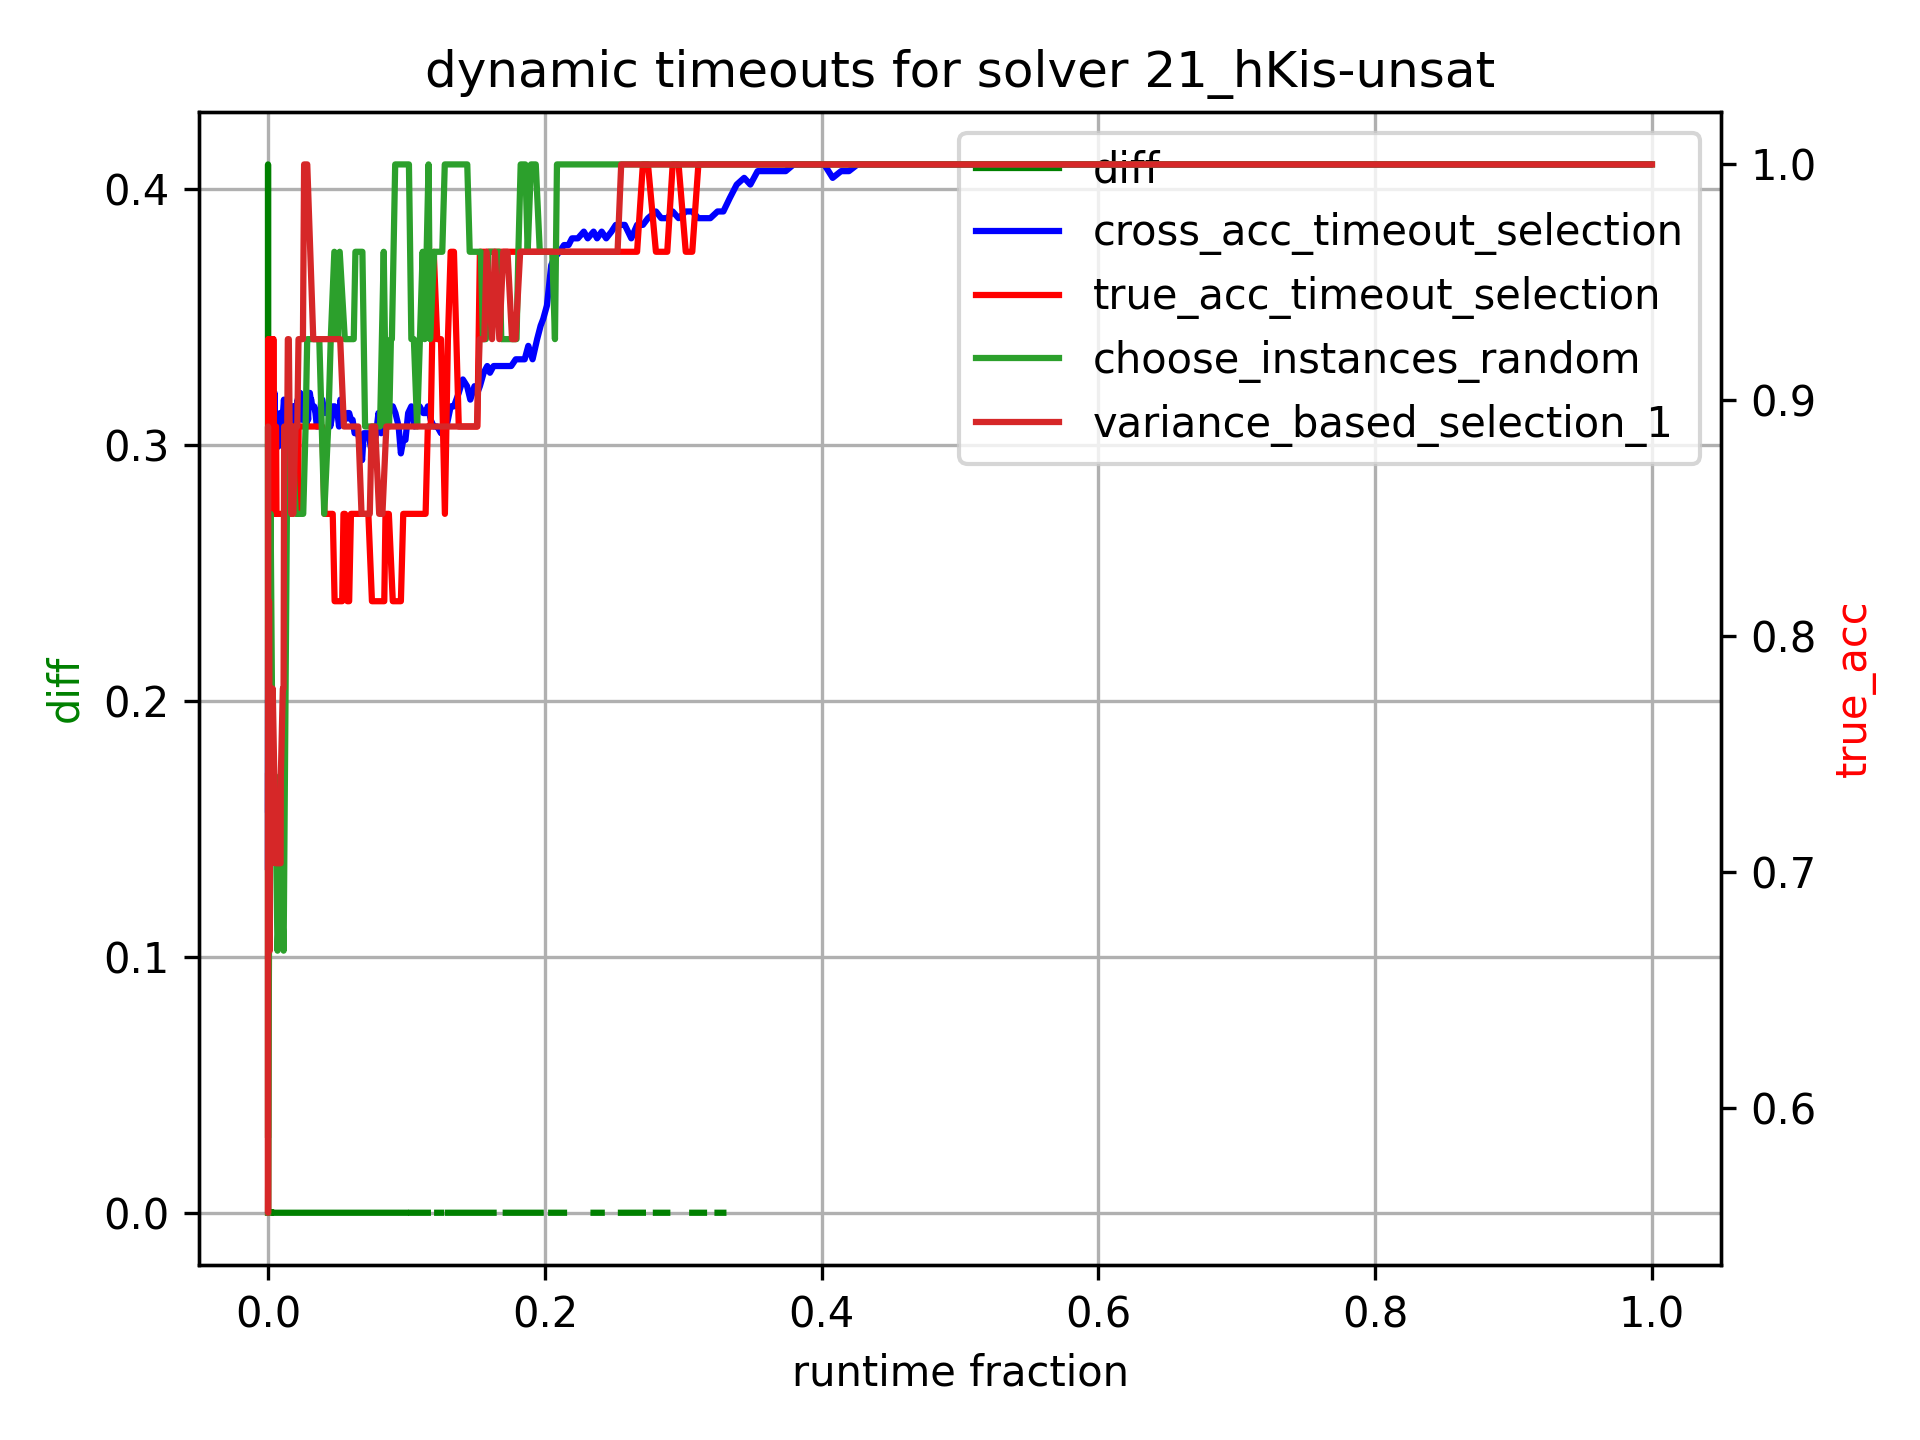 dynamic timeouts for solver 21_hKis-unsat
diff
cross_acc_timeout_selection
true_acc_timeout_selection
choose_instances_random
variance_based_selection_1
0.4
0.3
0.2
0.1
0.0
diff
1.0
0.9
0.8
0.7
0.6
true_acc
0.0 0.2 0.4 0.6 0.8 1.0
runtime fraction